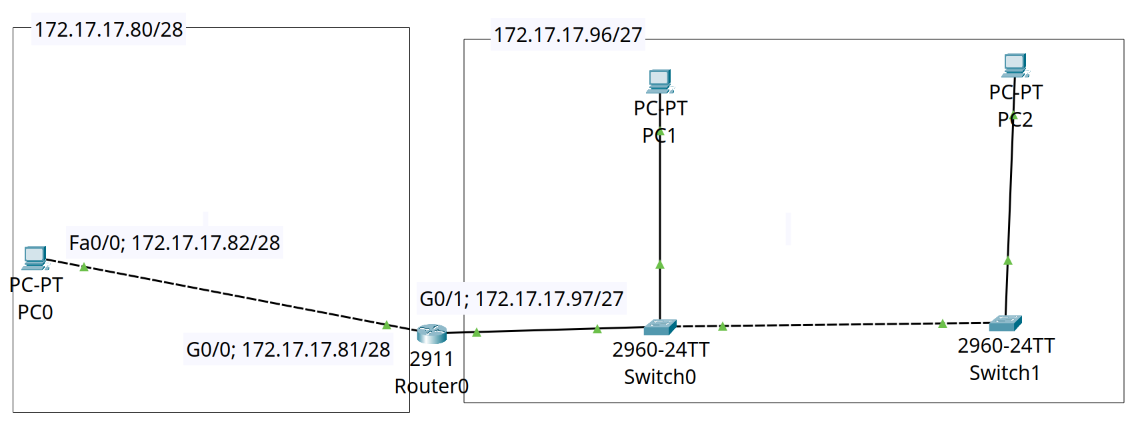 172.17.17.80/28
172.17.17.96/27
PC-PT
PC1
PC-PT
PC2
Fa0/0; 172.17.17.82/28
PC-PT
PC0
G0/1; 172.17.17.97/27
G0/0; 172.17.17.81/28
2911
Router0
2960-24TT
Switch0
2960-24TT
Switch1